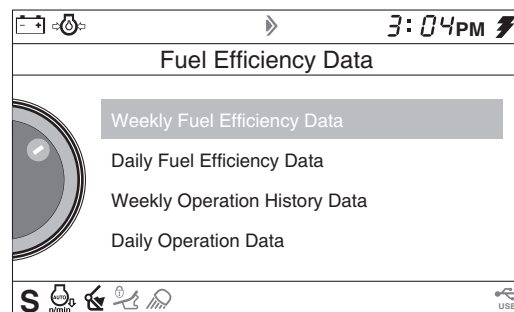 3:04PM
Fuel Efficiency Data
Weekly Fuel Efficiency Data
Daily Fuel Efficiency Data
Weekly Operation History Data
Daily Operation Data
S AUTO n/min USB